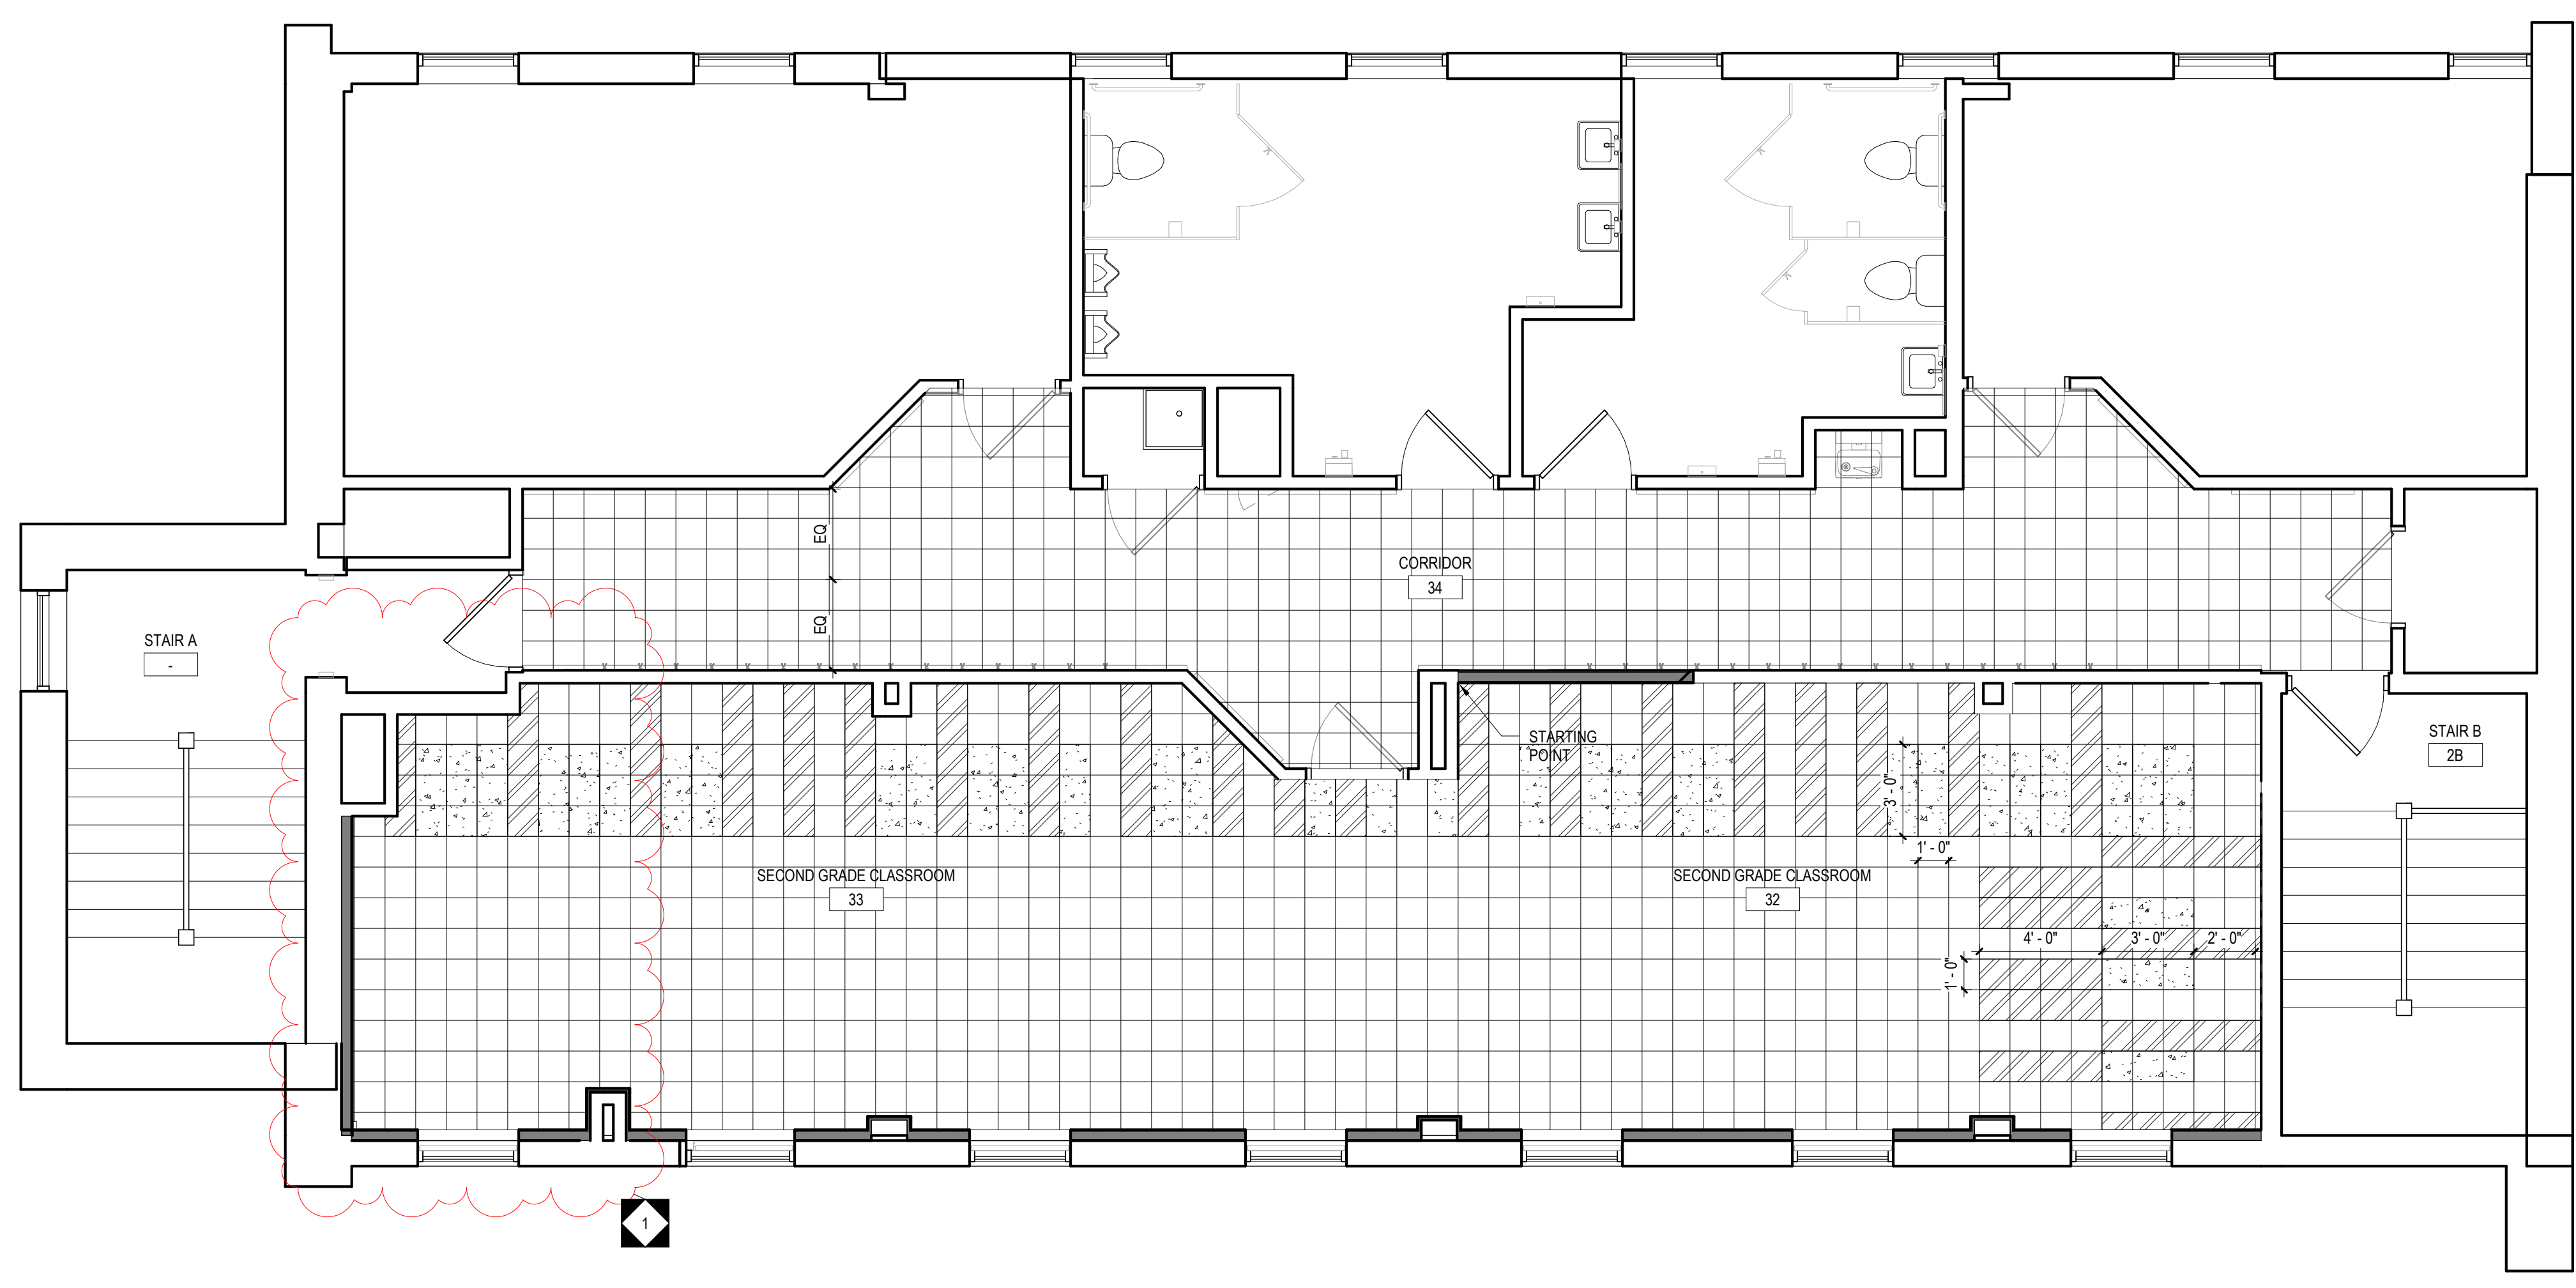 EQ
EQ
CORRIDOR
34
STAIR A
-
STARTING
POINT
STAIR B
2B
3' - 0"
1' - 0"
SECOND GRADE CLASSROOM
33
SECOND GRADE CLASSROOM
32
4' - 0"
3' - 0"
2' - 0"
1' - 0"
1